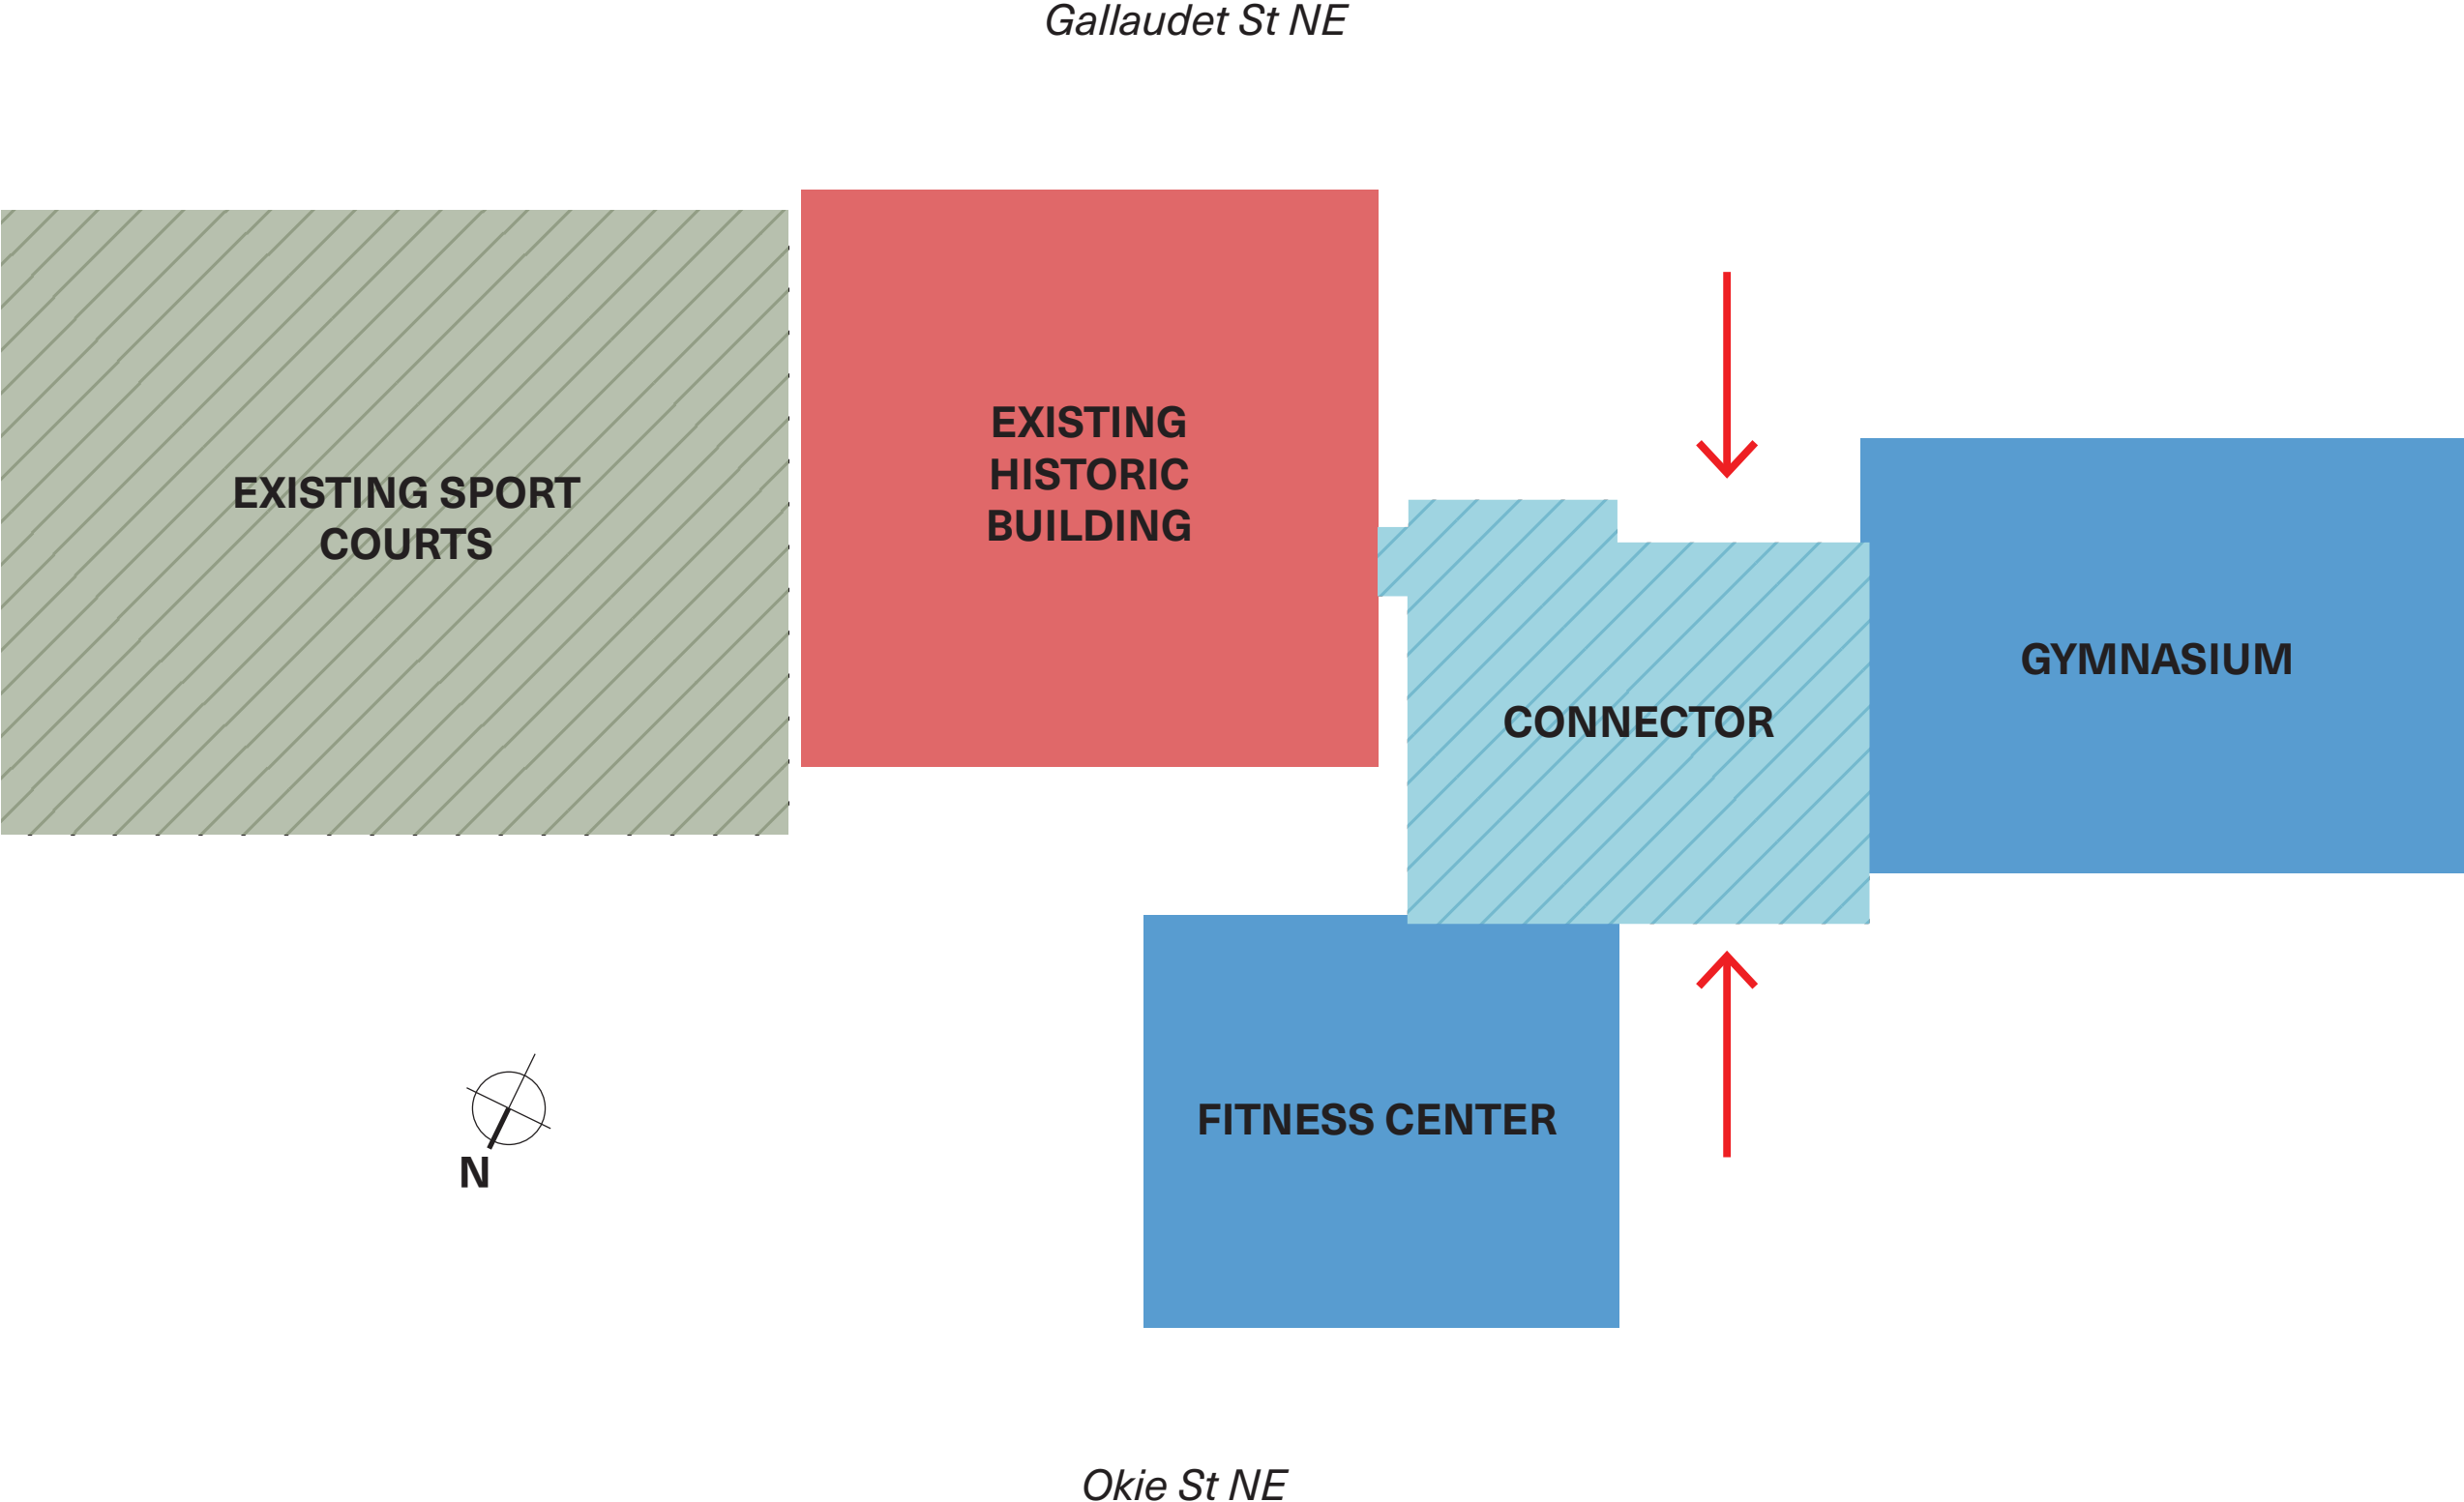 Gallaudet St NE
EXISTING SPORT
COURTS
EXISTING
HISTORIC
BUILDING
CONNECTOR
GYMNASIUM
FITNESS CENTER
N
Okie St NE